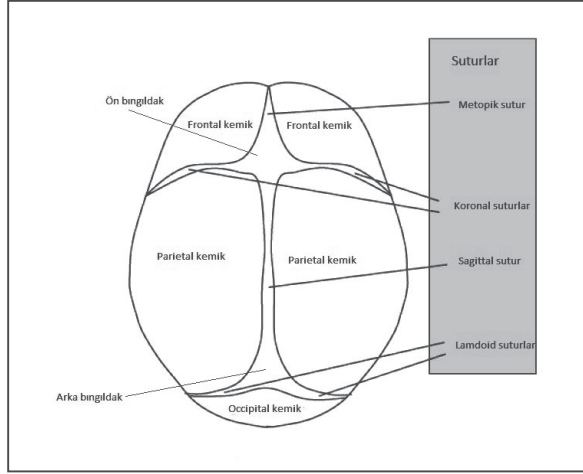 Suturlar
Ön bıngıldak
Metopik sutur
Frontal kemik
Frontal kemik
Koronal suturlar
Parietal kemik
Parietal kemik
Sagittal sutur
Lamdoid suturlar
Arka bıngıldak
Occipital kemik